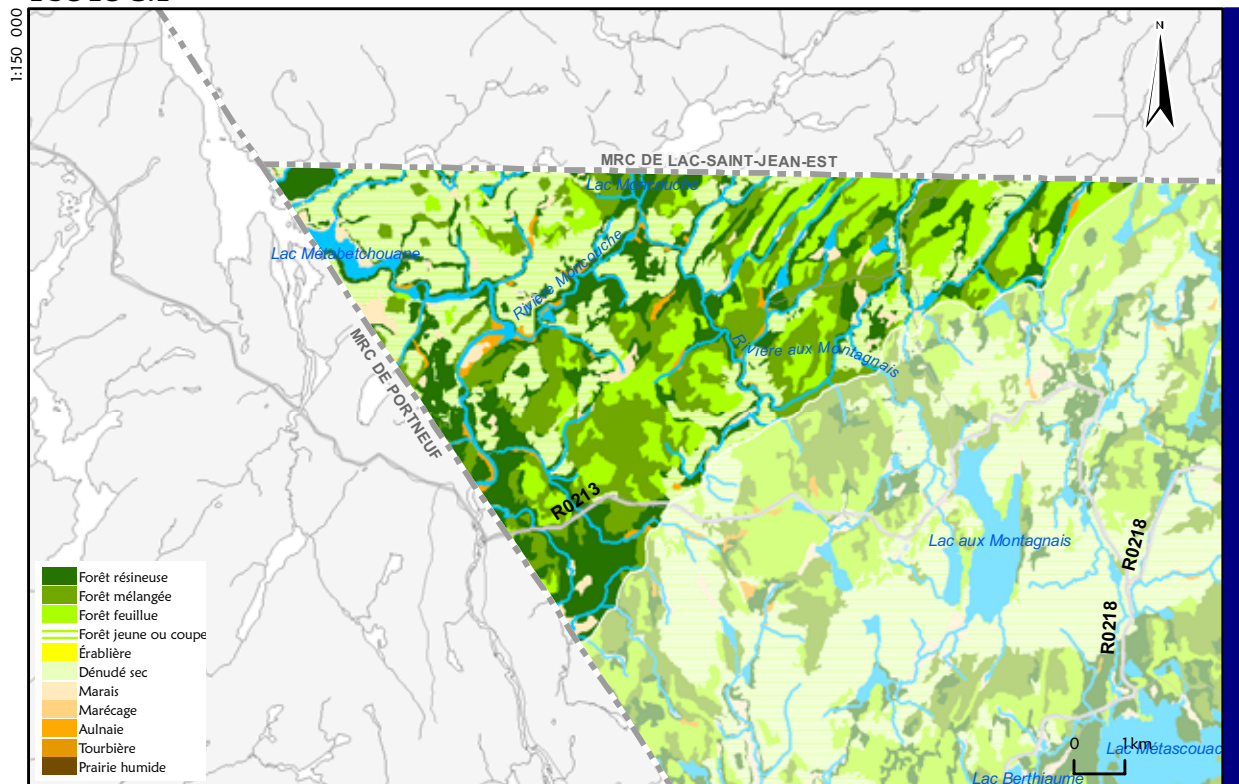 1:150 000
N
MRC DE LAC-SAINT-JEAN-EST
Lac Moncouche
Lac Métabetchouane
Rivière Moncouche
Rivière aux Montagnais
MRC DE PORTNEUF
R0213
Lac aux Montagnais
R0218
R0218
Forêt résineuse
Forêt mélangée
Forêt feuillue
Forêt jeune ou coupe
Érablière
Dénudé sec
Marais
Marécage
Aulnaie
Tourbière
Prairie humide
0 1km
Lac Métascouac
Lac Berthiaume